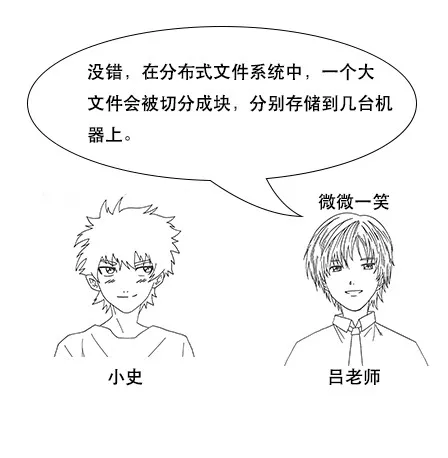 没错，在分布式文件系统中，一个大
文件会被切分成块，分别存储到几台机
器上。
微微一笑
小史
吕老师